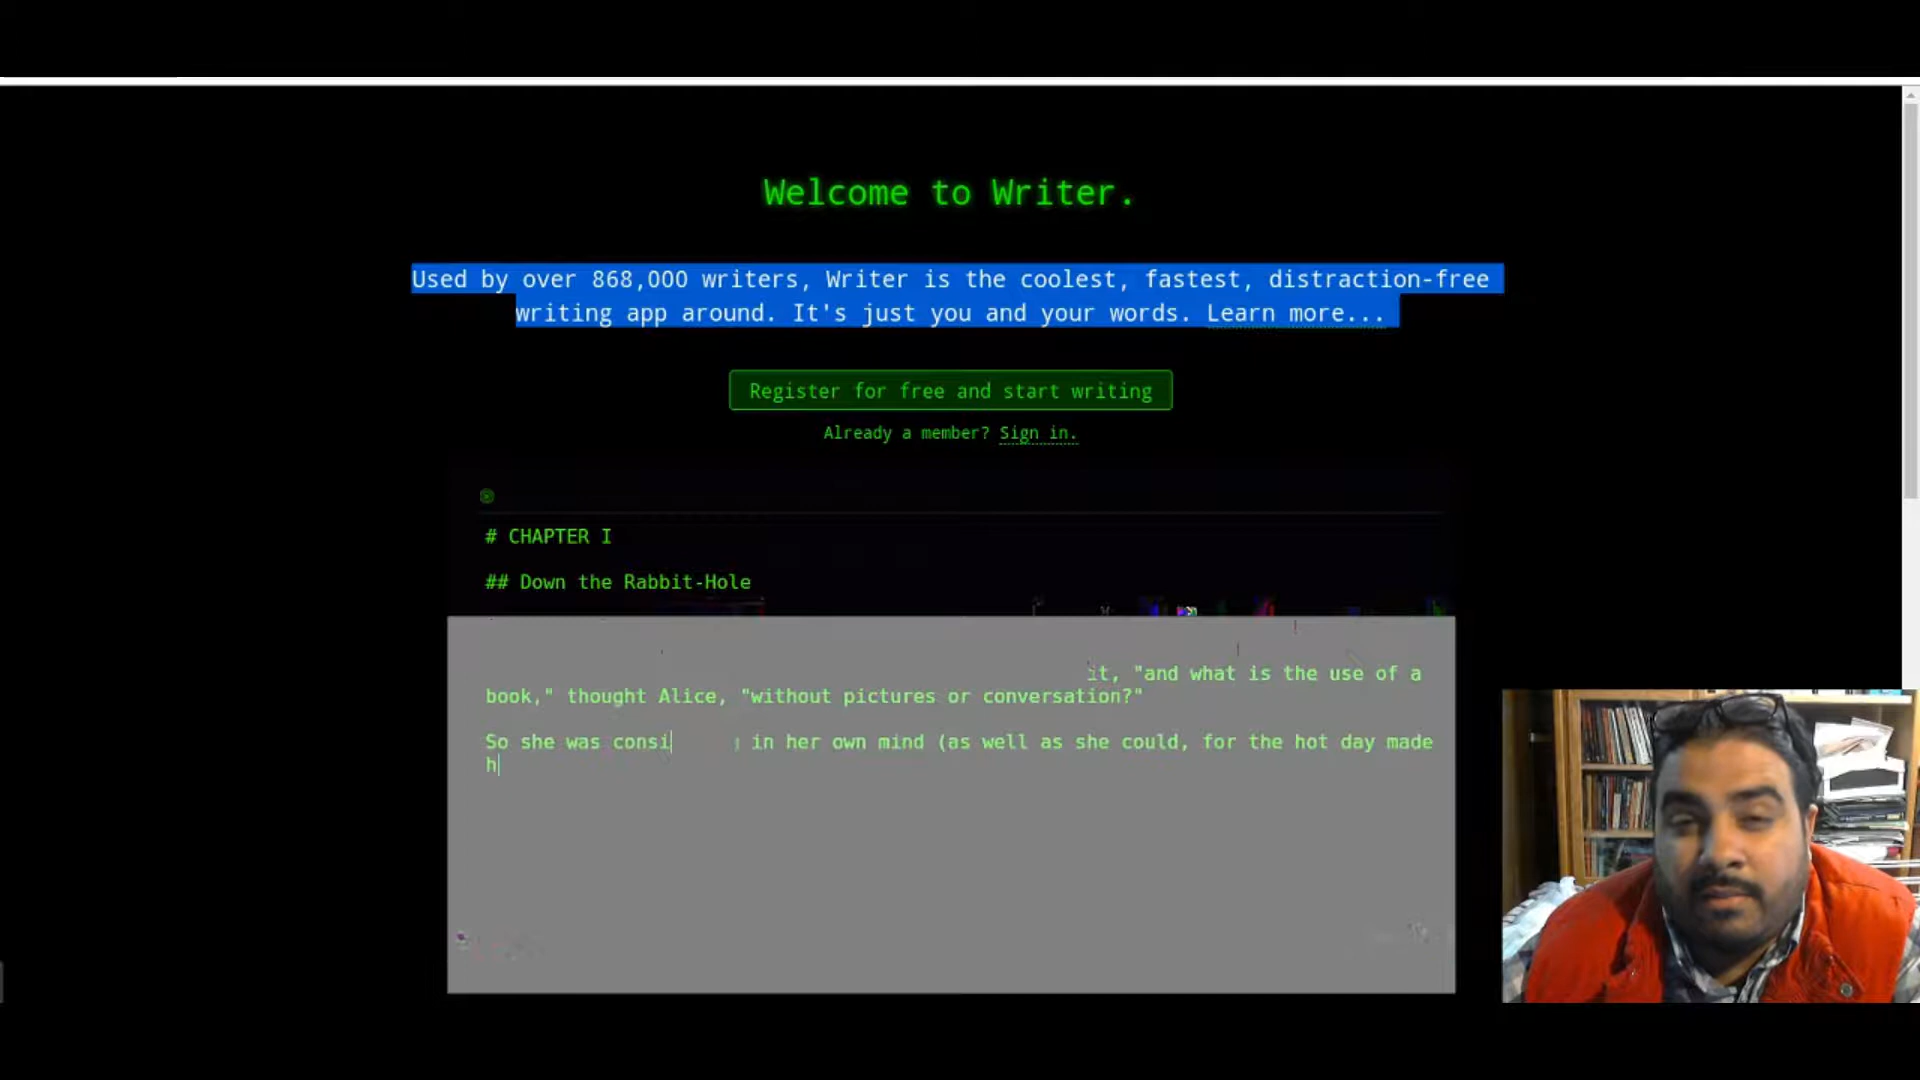 Welcome to Writer.
Used by over 868,000 writers, Writer is the coolest, fastest, distraction-free
writing app around. It's just you and your words. Learn more...
Register for free and start writing
Already a member? Sign in.
# CHAPTER I
## Down the Rabbit-Hole
it, "and what is the use of a
book," thought Alice, "without pictures or conversation?"
So she was consi in her own mind (as well as she could, for the hot day made
h